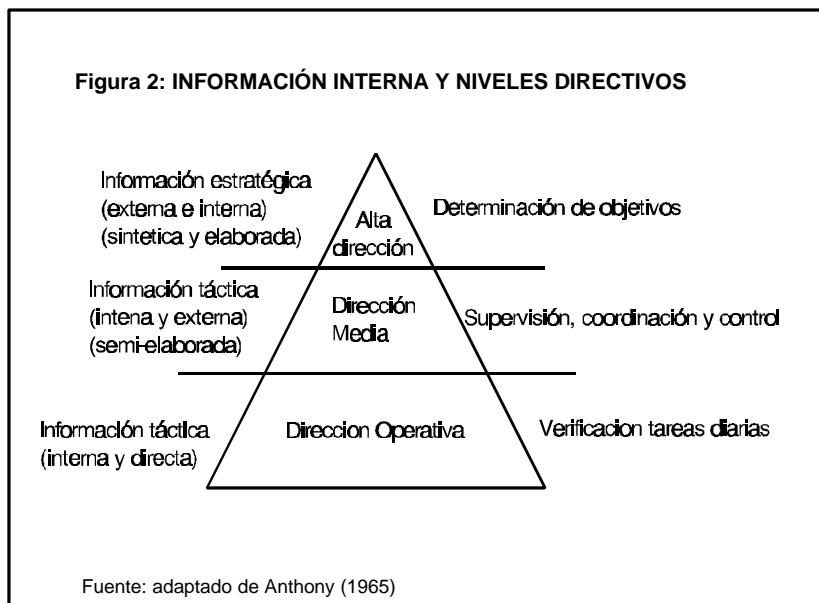 Figura 2: INFORMACIÓN INTERNA Y NIVELES DIRECTIVOS
Información estratégica
(externa e interna)
(sintetica y elaborada)
Alta
dirección
Determinación de objetivos
Información táctica
(intena y externa)
(semi-elaborada)
Dirección
Media
Supervisión, coordinación y control
Información táctica
(interna y directa)
Direccion Operativa
Verificacion tareas diarias
Fuente: adaptado de Anthony (1965)